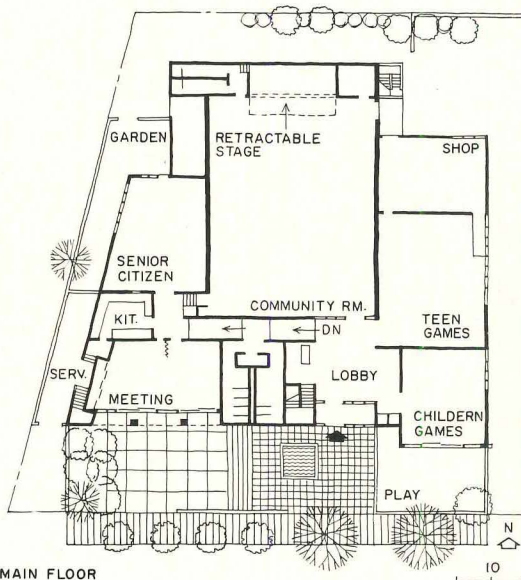 GARDEN
RETRACTABLE
STAGE
SHOP
SENIOR
CITIZEN
TEEN
GAMES
COMMUNITY RM.
KIT.
DN
LOBBY
SERV.
MEETING
CHILDERN
GAMES
PLAY
N
MAIN FLOOR
10